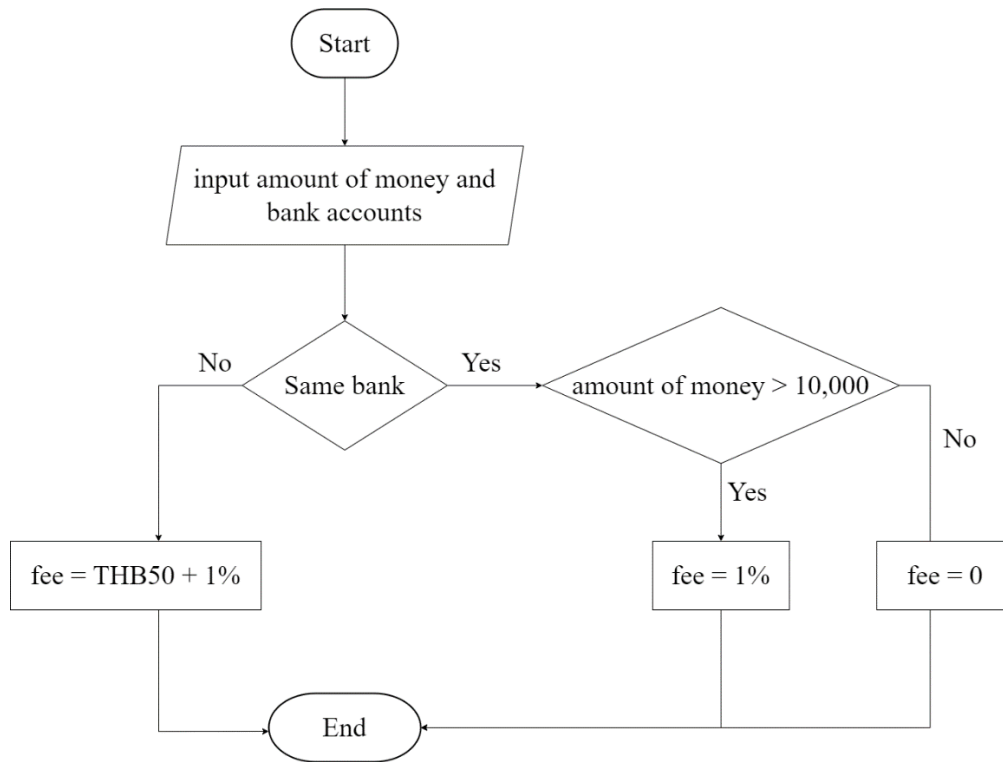 Start
input amount of money and
bank accounts
No
Same bank
Yes
amount of money > 10,000
No
Yes
fee = THB50 + 1%
fee = 1%
fee = 0
End